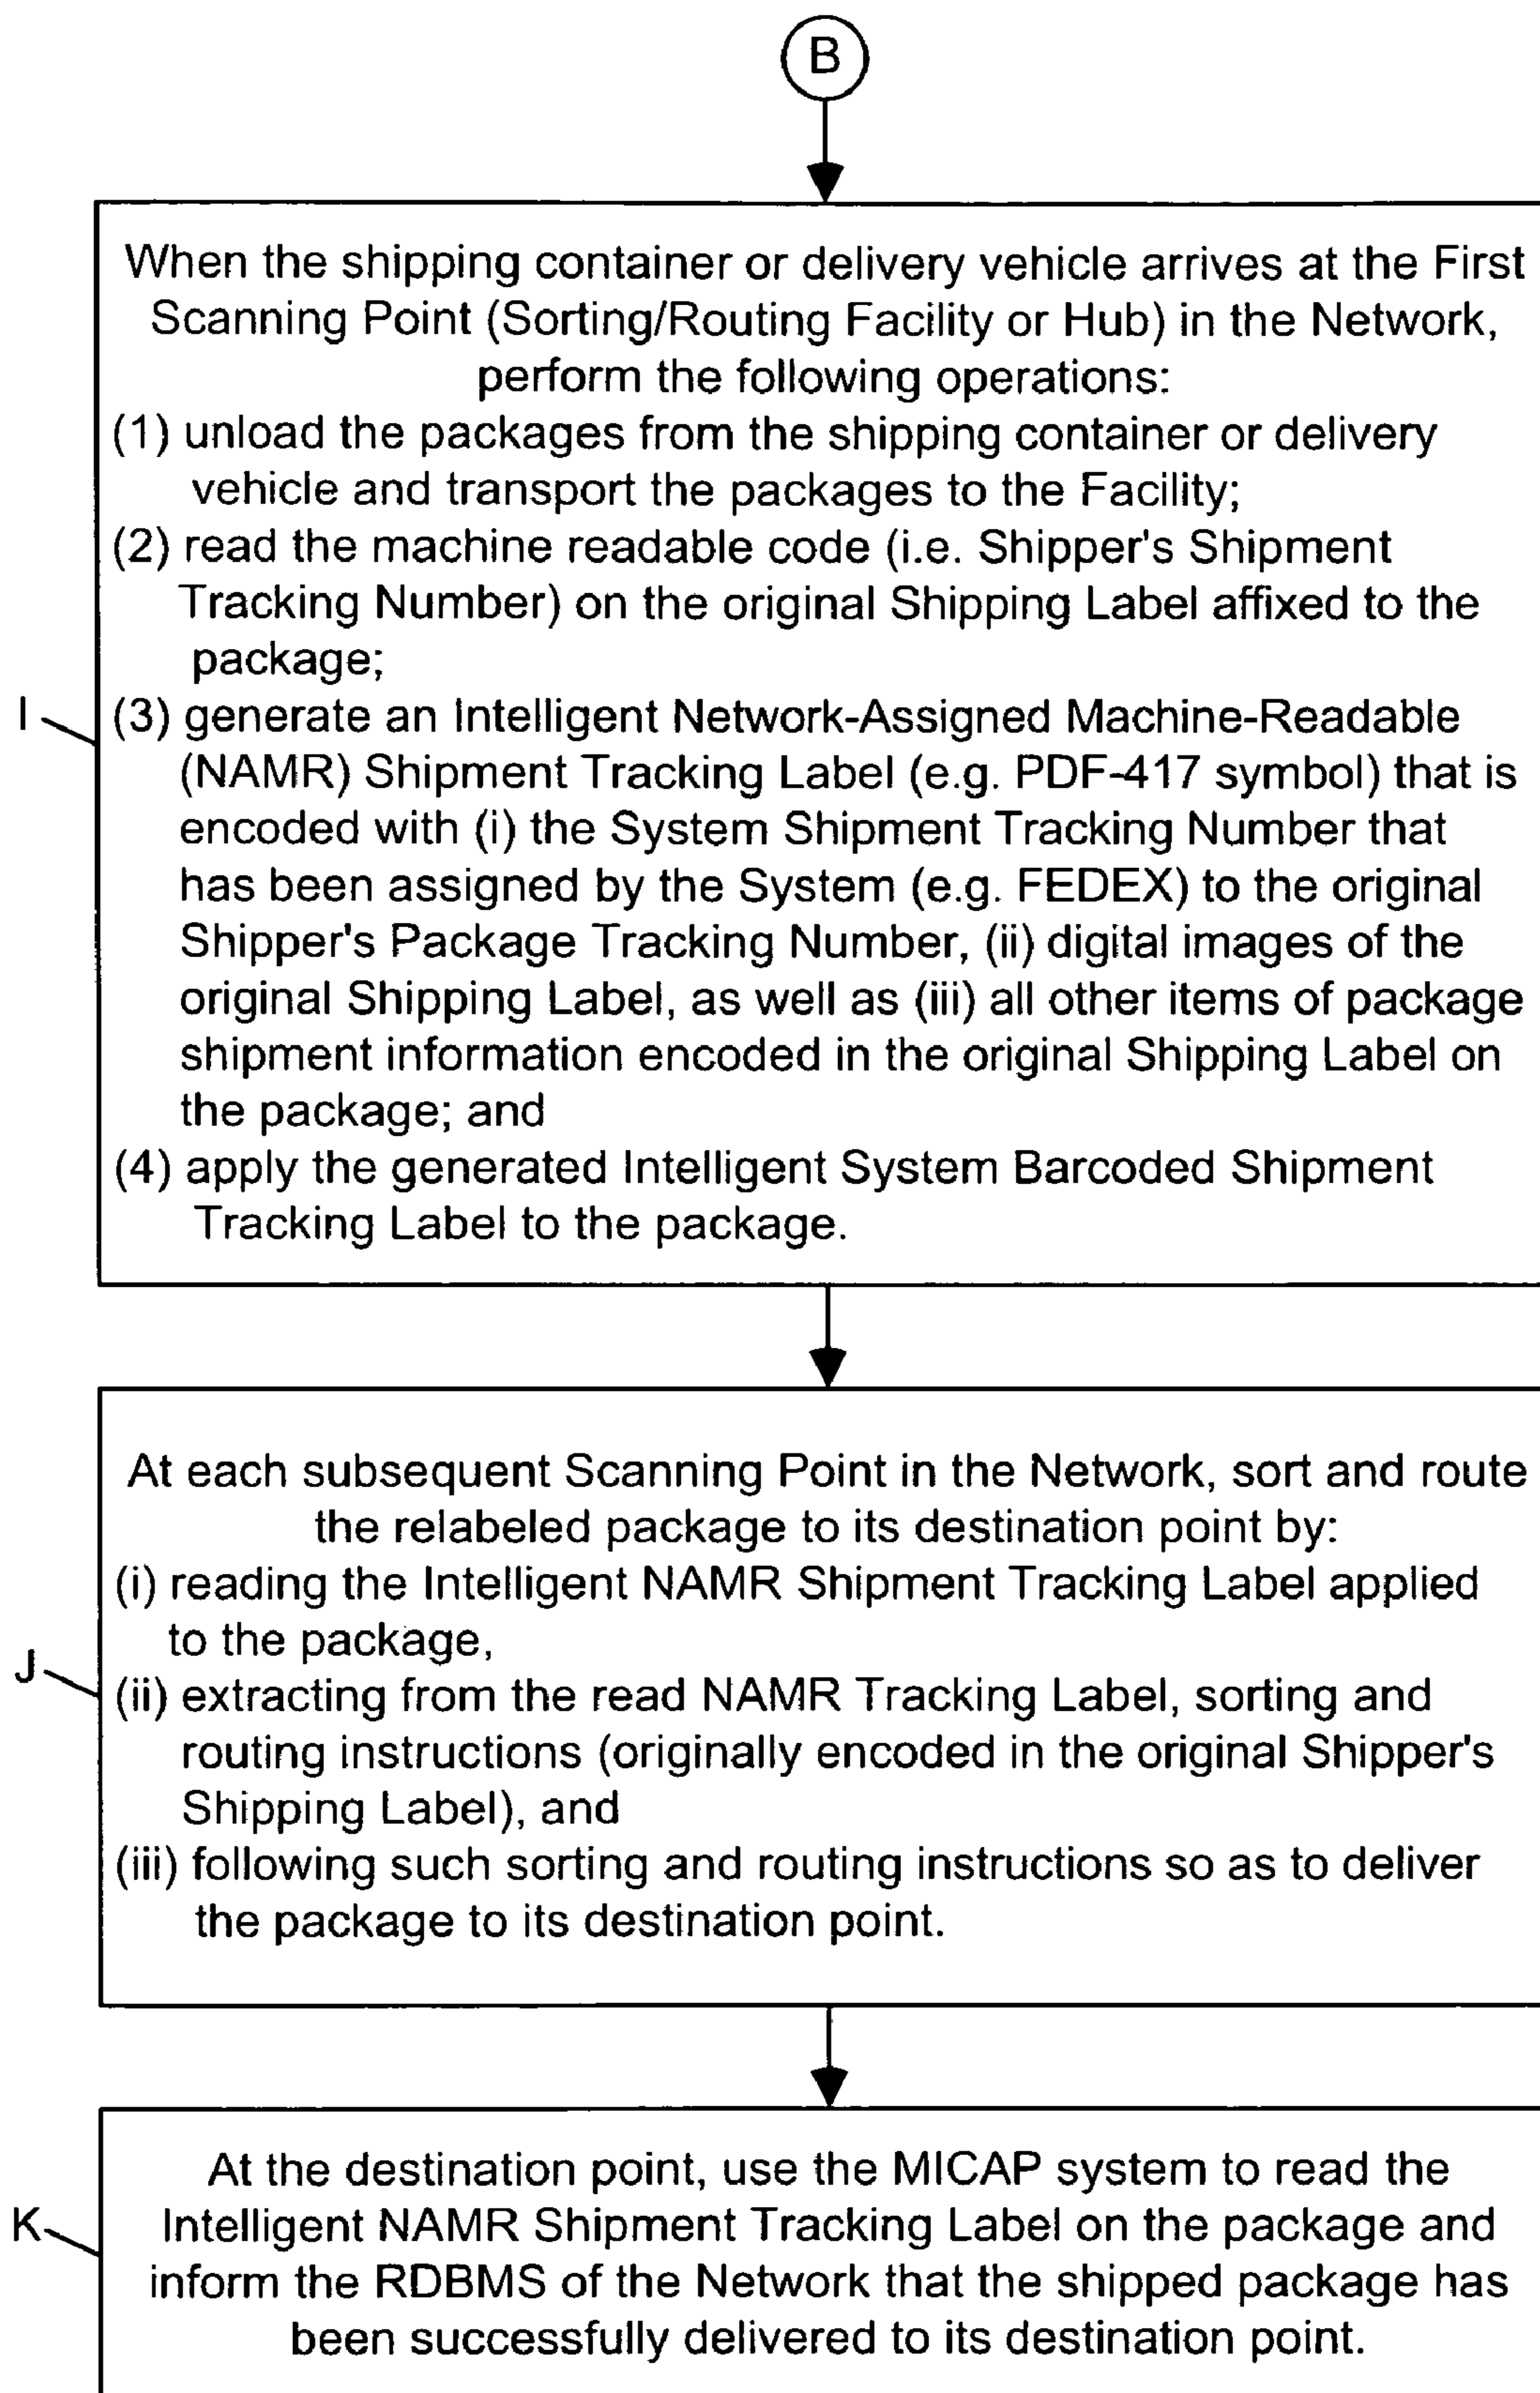 B
When the shipping container or delivery vehicle arrives at the First
Scanning Point (Sorting/Routing Facility or Hub) in the Network,
perform the following operations:
(1) unload the packages from the shipping container or delivery
vehicle and transport the packages to the Facility;
(2) read the machine readable code (i.e. Shipper's Shipment
Tracking Number) on the original Shipping Label affixed to the
package;
I
(3) generate an Intelligent Network-Assigned Machine-Readable
(NAMR) Shipment Tracking Label (e.g. PDF-417 symbol) that is
encoded with (i) the System Shipment Tracking Number that
has been assigned by the System (e.g. FEDEX) to the original
Shipper's Package Tracking Number, (ii) digital images of the
original Shipping Label, as well as (iii) all other items of package
shipment information encoded in the original Shipping Label on
the package; and
(4) apply the generated Intelligent System Barcoded Shipment
Tracking Label to the package.
At each subsequent Scanning Point in the Network, sort and route
the relabeled package to its destination point by:
(i) reading the Intelligent NAMR Shipment Tracking Label applied
to the package,
J
(ii) extracting from the read NAMR Tracking Label, sorting and
routing instructions (originally encoded in the original Shipper's
Shipping Label), and
(iii) following such sorting and routing instructions so as to deliver
the package to its destination point.
At the destination point, use the MICAP system to read the
K
Intelligent NAMR Shipment Tracking Label on the package and
inform the RDBMS of the Network that the shipped package has
been successfully delivered to its destination point.